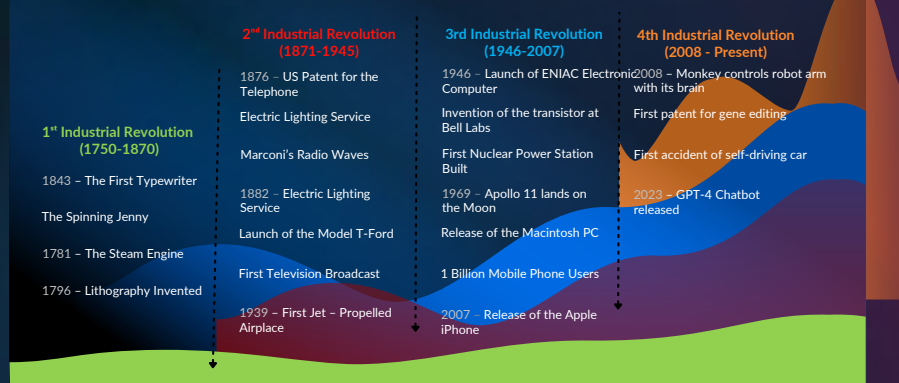 1ˢᵗ Industrial Revolution
(1750-1870)
1843 – The First Typewriter
The Spinning Jenny
1781 – The Steam Engine
1796 – Lithography Invented
2ⁿᵈ Industrial Revolution
(1871-1945)
1876 – US Patent for the
Telephone
Electric Lighting Service
Marconi's Radio Waves
1882 – Electric Lighting
Service
Launch of the Model T-Ford
First Television Broadcast
1939 – First Jet – Propelled
Airplace
3rd Industrial Revolution
(1946-2007)
1946 – Launch of ENIAC Electronic
Computer
Invention of the transistor at
Bell Labs
First Nuclear Power Station
Built
1969 – Apollo 11 lands on
the Moon
Release of the Macintosh PC
1 Billion Mobile Phone Users
2007 – Release of the Apple
iPhone
4th Industrial Revolution
(2008 - Present)
2008 – Monkey controls robot arm
with its brain
First patent for gene editing
First accident of self-driving car
2023 – GPT-4 Chatbot
released